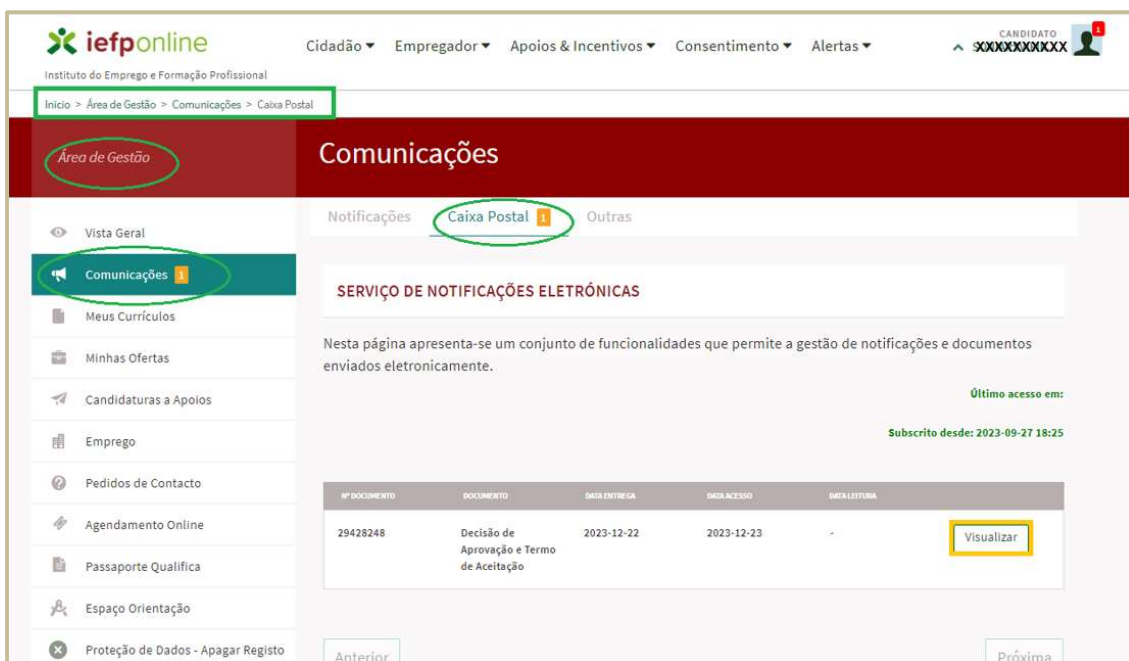 iefponline
Instituto do Emprego e Formação Profissional
Cidadão Empregador Apoios & Incentivos Consentimento Alertas
CANDIDATO
XXXXXXXXXX
1
Início > Área de Gestão > Comunicações > Caixa Postal
Área de Gestão
Comunicações
Vista Geral
Comunicações 1
Meus Currículos
Minhas Ofertas
Candidaturas a Apoios
Emprego
Pedidos de Contacto
Agendamento Online
Passaporte Qualifica
Espaço Orientação
Proteção de Dados - Apagar Registo
Notificações Caixa Postal 1 Outras
SERVIÇO DE NOTIFICAÇÕES ELETRÓNICAS
Nesta página apresenta-se um conjunto de funcionalidades que permite a gestão de notificações e documentos
enviados eletronicamente.
Último acesso em:
Subscrito desde: 2023-09-27 18:25
Nº DOCUMENTO DOCUMENTO DATA ENTREGA DATA ACESSO DATA LEITURA
29428248 Decisão de 2023-12-22 2023-12-23 - Visualizar
Aprovação e Termo
de Aceitação
Anterior Próxima